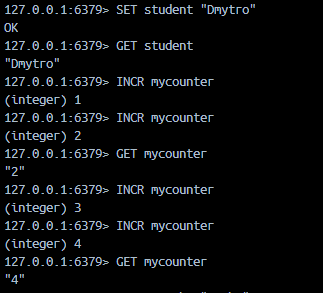 127.0.0.1:6379> SET student "Dmytro"
OK
127.0.0.1:6379> GET student
"Dmytro"
127.0.0.1:6379> INCR mycounter
(integer) 1
127.0.0.1:6379> INCR mycounter
(integer) 2
127.0.0.1:6379> GET mycounter
"2"
127.0.0.1:6379> INCR mycounter
(integer) 3
127.0.0.1:6379> INCR mycounter
(integer) 4
127.0.0.1:6379> GET mycounter
"4"